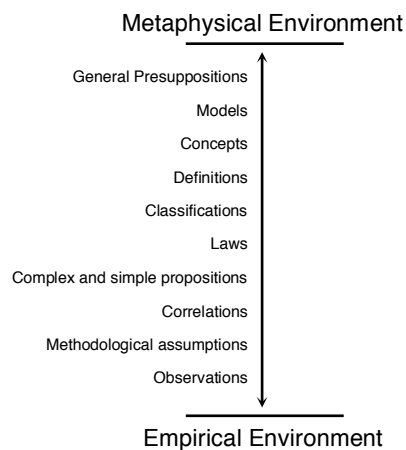 Metaphysical Environment
General Presuppositions
Models
Concepts
Definitions
Classifications
Laws
Complex and simple propositions
Correlations
Methodological assumptions
Observations
Empirical Environment